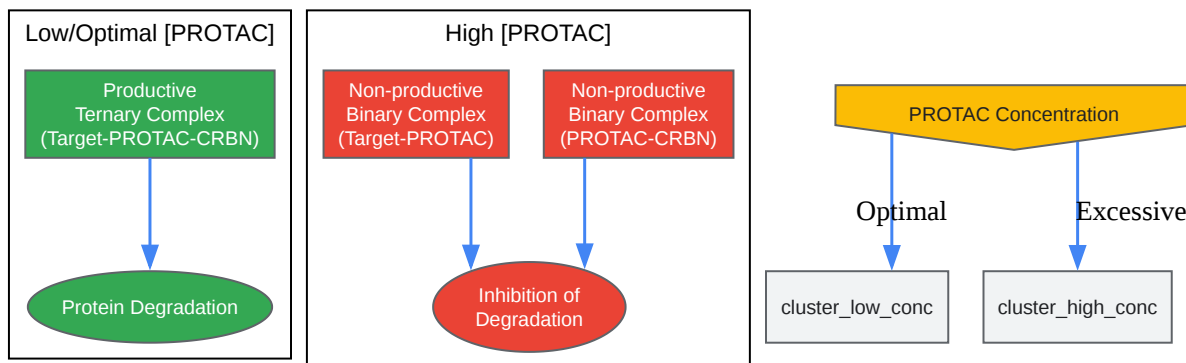 Low/Optimal [PROTAC]
Productive
Ternary Complex
(Target-PROTAC-CRBN)
Protein Degradation
High [PROTAC]
Non-productive
Binary Complex
(Target-PROTAC)
Non-productive
Binary Complex
(PROTAC-CRBN)
Inhibition of
Degradation
PROTAC Concentration
Optimal
Excessive
cluster_low_conc
cluster_high_conc